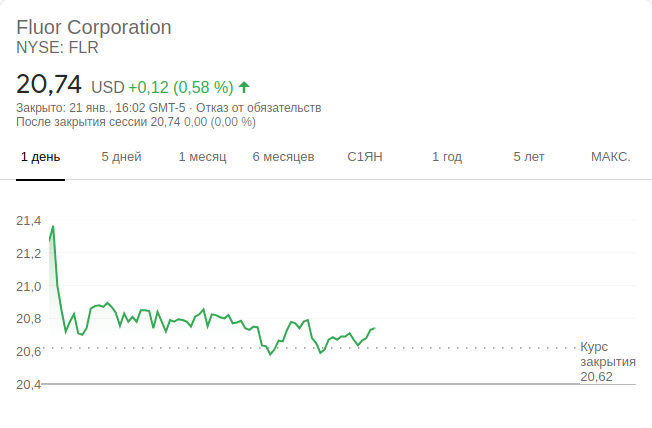 Fluor Corporation
NYSE: FLR
20,74 USD +0,12 (0,58 %)
Закрыто: 21 янв., 16:02 GMT-5 · Отказ от обязательств
После закрытия сессии 20,74 0,00 (0,00 %)
1 день 5 дней 1 месяц 6 месяцев С1ЯН 1 год 5 лет МАКС.
21,4
21,2
21,0
20,8
20,6
Курс
закрытия
20,62
20,4